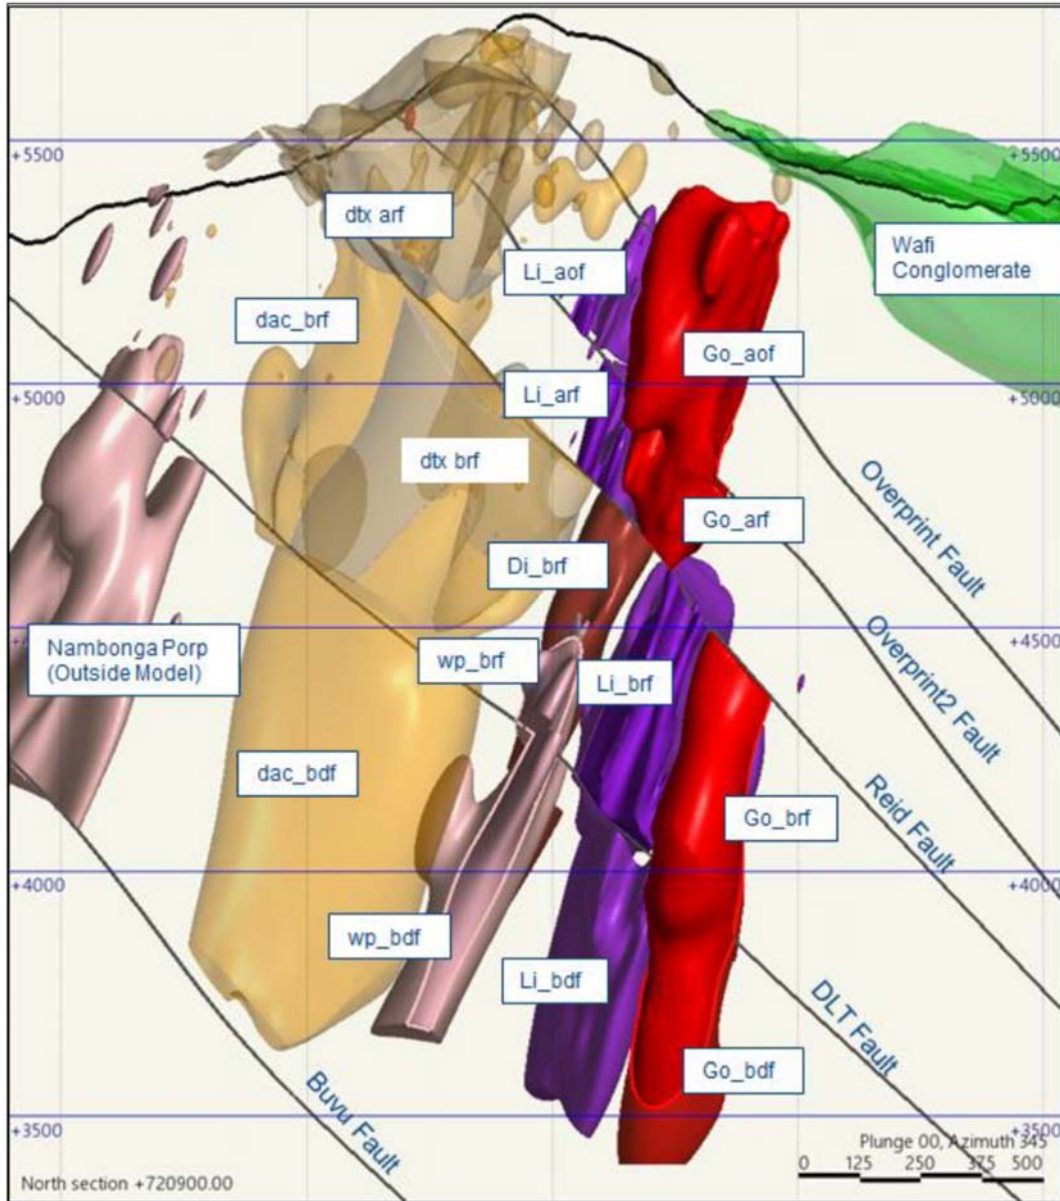 +5500
+5500
dtx arf
Li_aof
Wafi
Conglomerate
dac_brf
Go_aof
+5000
+5000
Li_arf
dtx brf
Overprint Fault
Go_arf
Di_brf
Nambonga Porp
(Outside Model)
wp_brf
Li_brf
Overprint2 Fault
dac_bdf
Go_brf
Reid Fault
+4000
+4000
wp_bdf
Li_bdf
DLT Fault
Go_bdf
Buvu Fault
+3500
+3500
Plunge 00, Azimuth 345
0 125 250 375 500
North section +720900.00